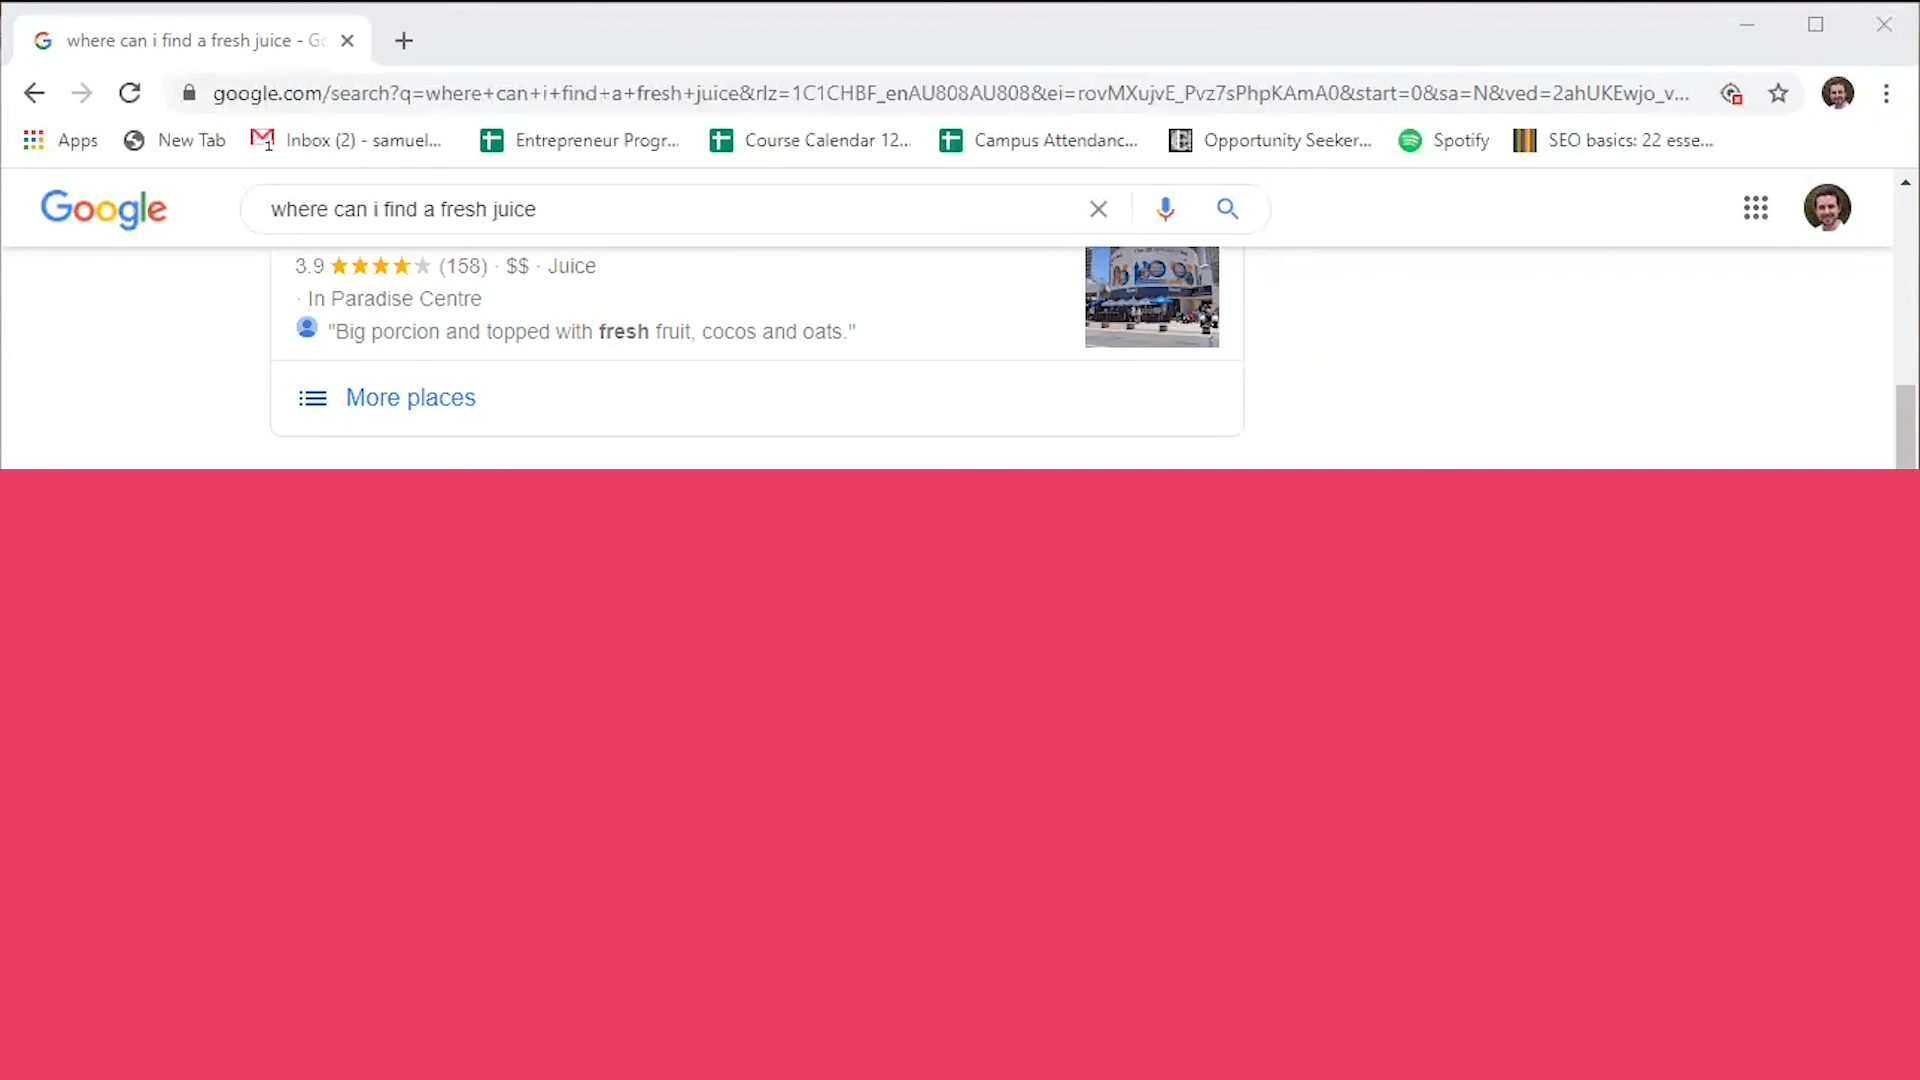 where can i find a fresh juice - Go
google.com/search?q=where+can+i+find+a+fresh+juice&rlz=1C1CHBF_enAU808AU808&ei=rovMXujvE_Pvz7sPhpKAmA0&start=0&sa=N&ved=2ahUKEwjo_v...
Apps New Tab Inbox (2) - samuel... Entrepreneur Progr... Course Calendar 12... Campus Attendanc... Opportunity Seeker... Spotify SEO basics: 22 esse...
Google where can i find a fresh juice
3.9 (158) · $$ · Juice
· In Paradise Centre
"Big porcion and topped with fresh fruit, cocos and oats."
More places